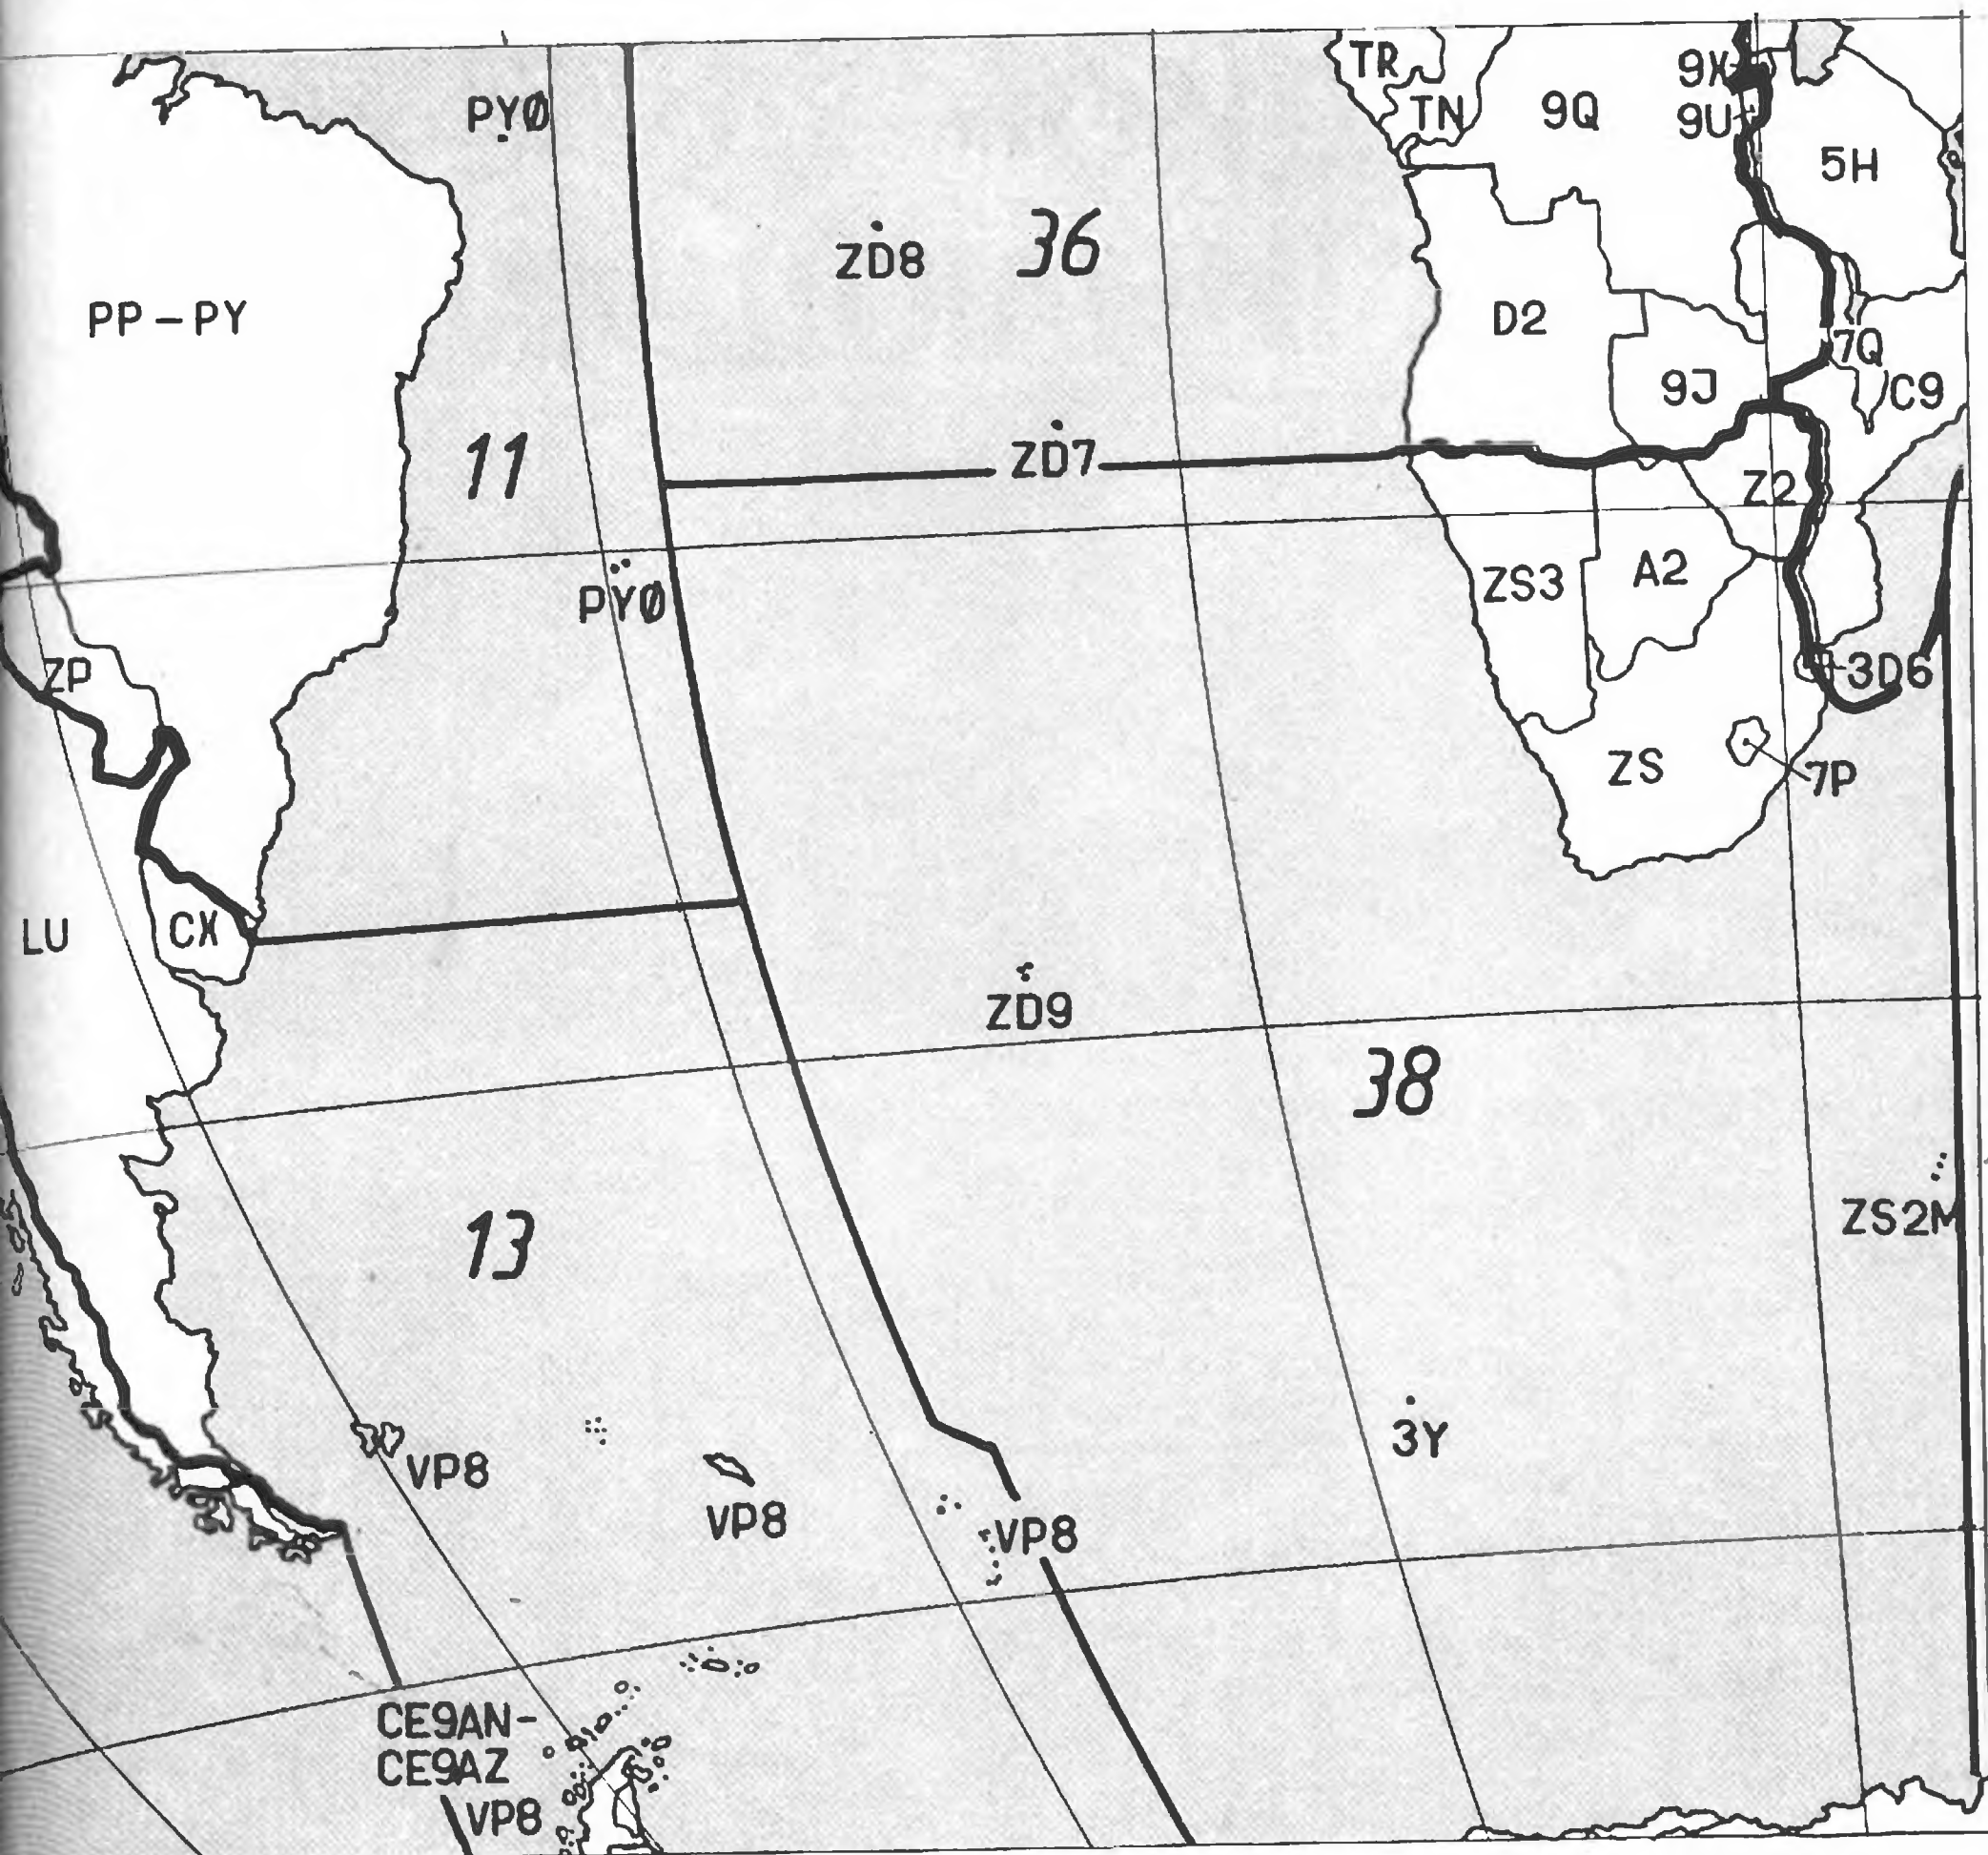 TR
9X
PYØ
TN
9Q
9U
5H
ZD8
36
PP-PY
D2
7Q
9J
C9
11
ZD7
Z2
ZS3
A2
PYØ
ZP
3D6
ZS
7P
LU
CX
ZD9
38
ZS2M
13
3Y
VP8
VP8
VP8
CE9AN-
CE9AZ
VP8